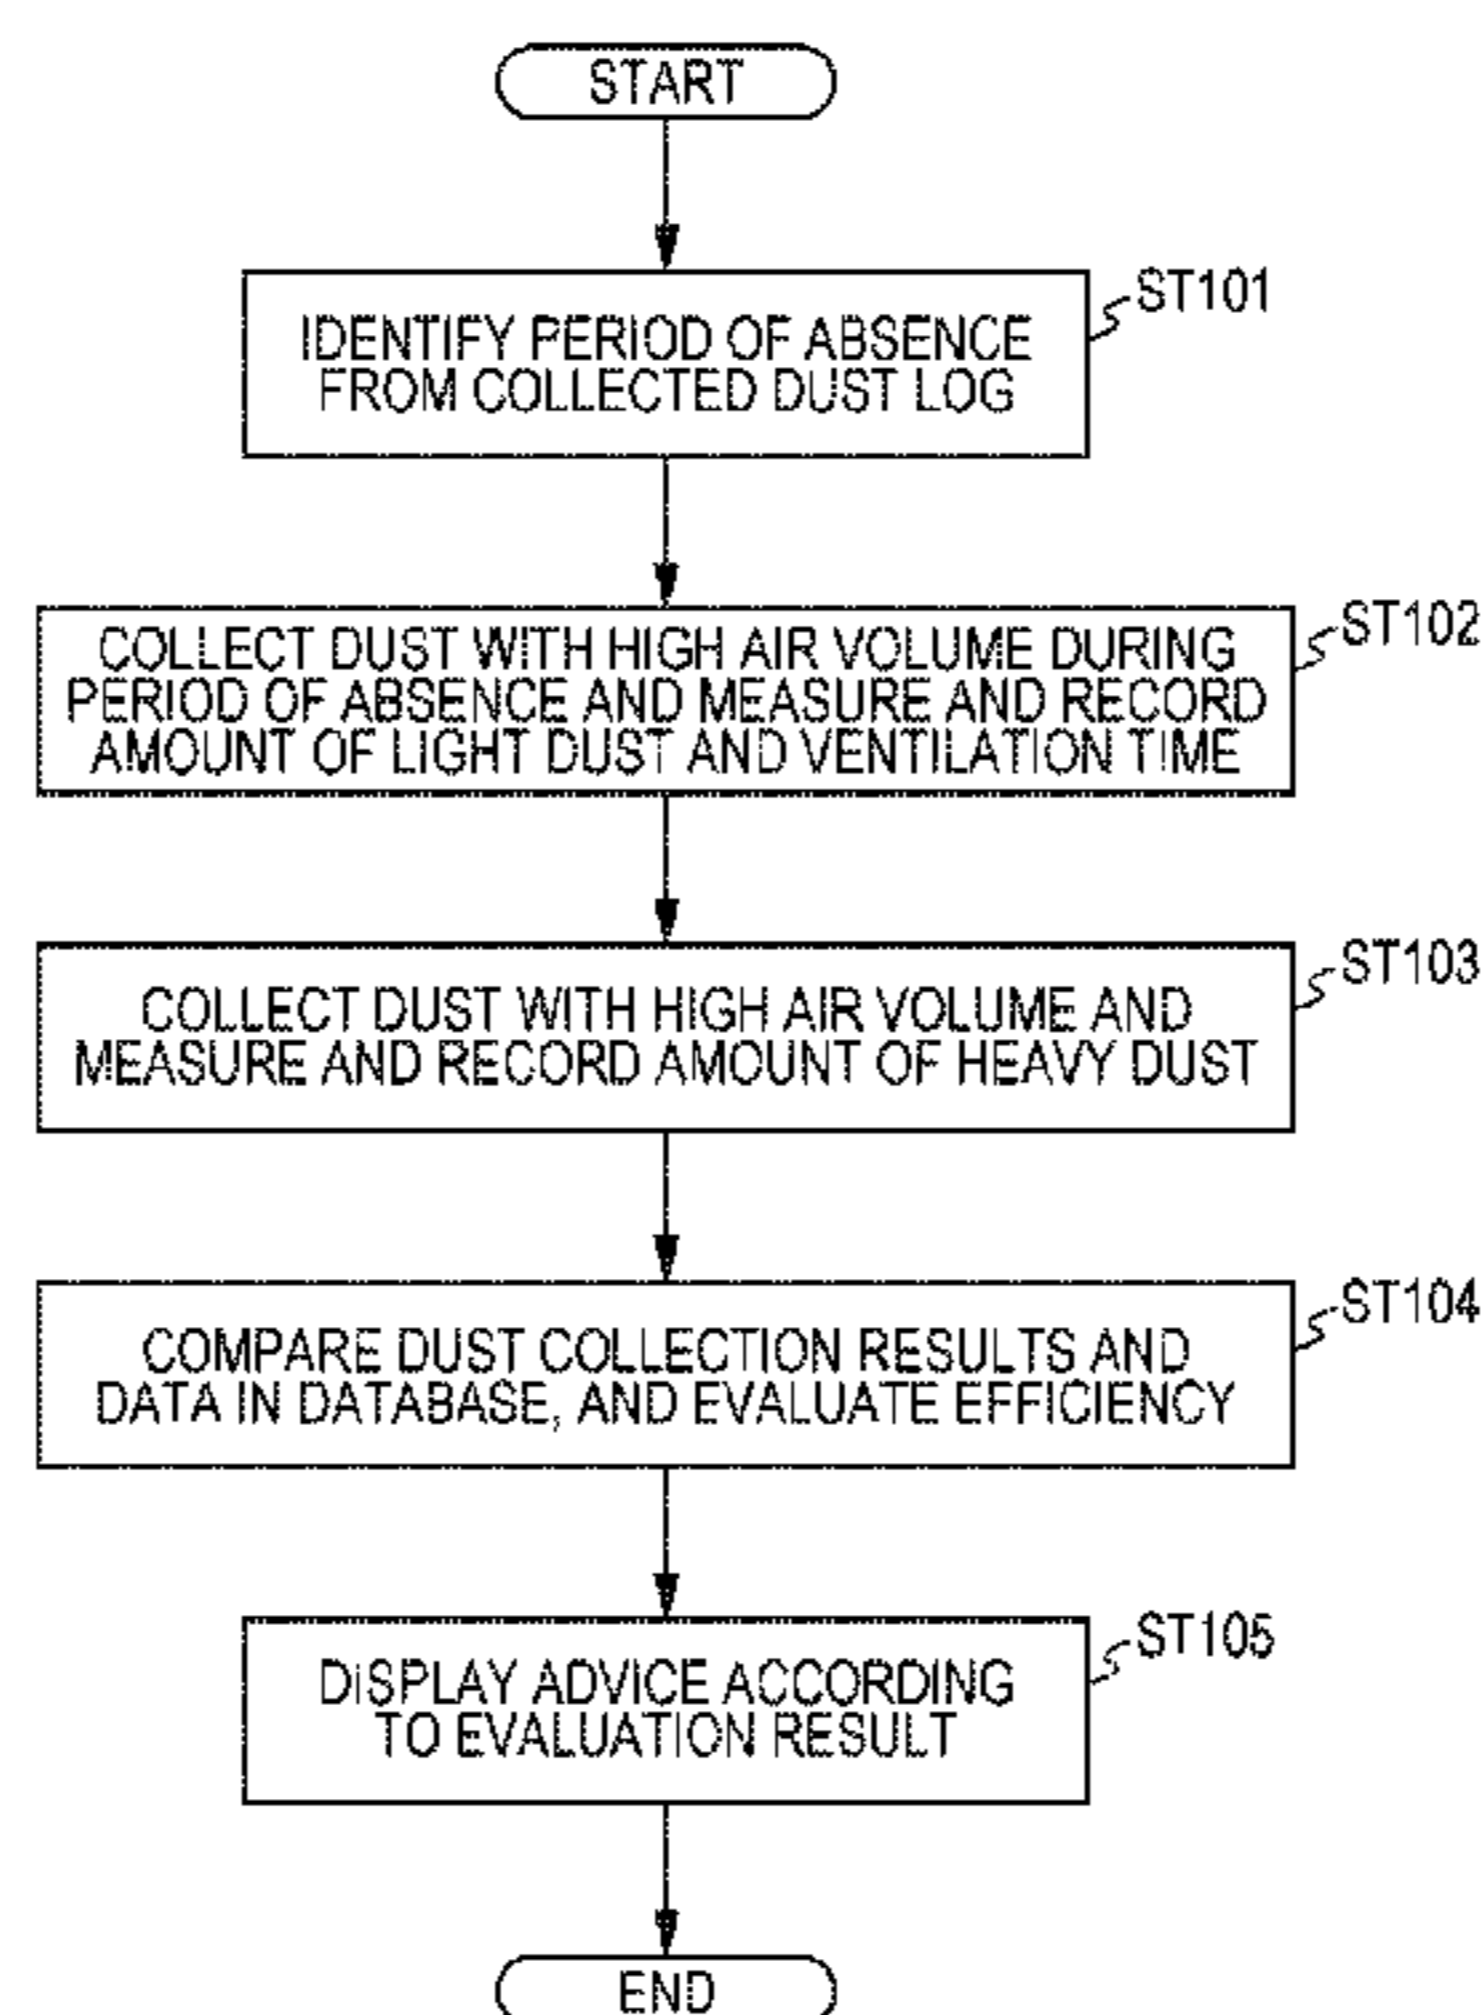 START
ST101
IDENTIFY PERIOD OF ABSENCE
FROM COLLECTED DUST LOG
ST102
COLLECT DUST WITH HIGH AIR VOLUME DURING
PERIOD OF ABSENCE AND MEASURE AND RECORD
AMOUNT OF LIGHT DUST AND VENTILATION TIME
ST103
COLLECT DUST WITH HIGH AIR VOLUME AND
MEASURE AND RECORD AMOUNT OF HEAVY DUST
ST104
COMPARE DUST COLLECTION RESULTS AND
DATA IN DATABASE, AND EVALUATE EFFICIENCY
ST105
DISPLAY ADVICE ACCORDING
TO EVALUATION RESULT
END